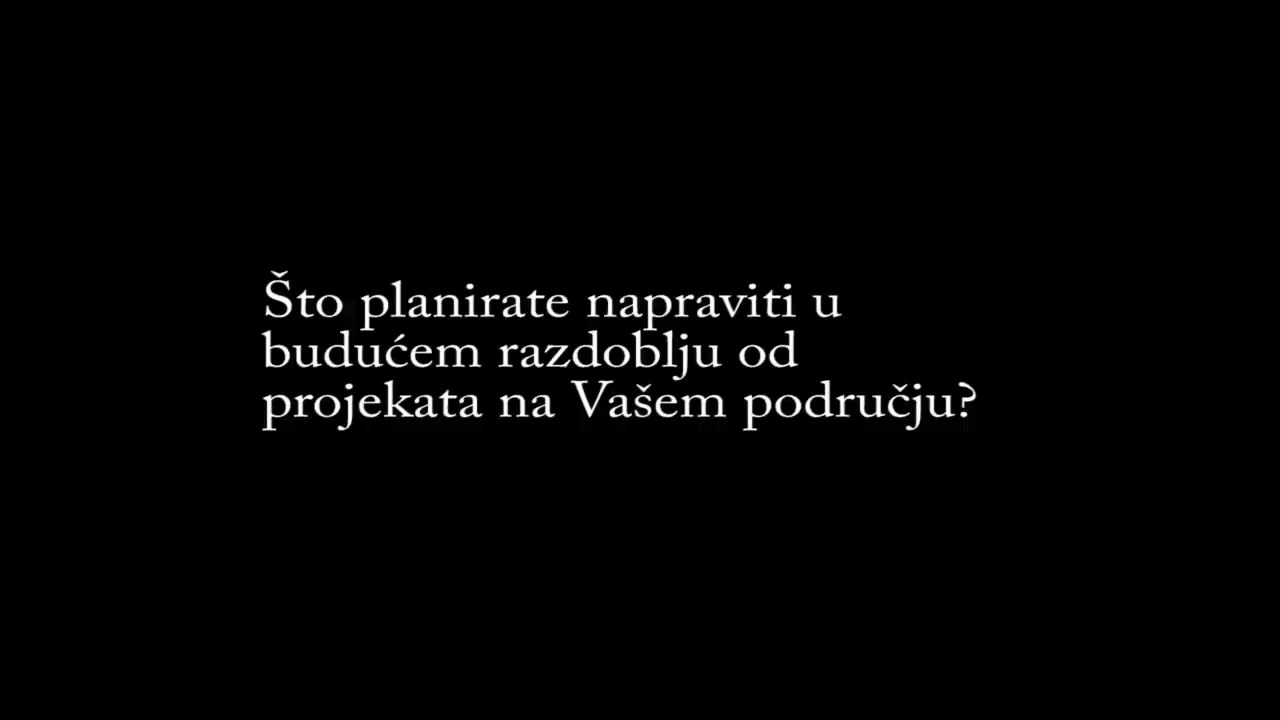 Što planirate napraviti u
budućem razdoblju od
projekata na Vašem području?